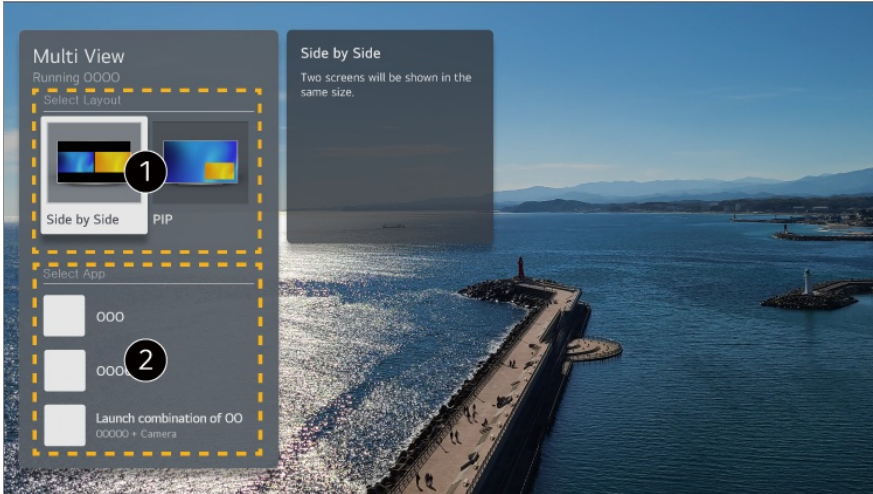 Multi View
Running OOOO
Select Layout
Side by Side
PIP
Select App
OOO
OOOO
Launch combination of OO
OOOOO + Camera
1
2
Side by Side
Two screens will be shown in the
same size.